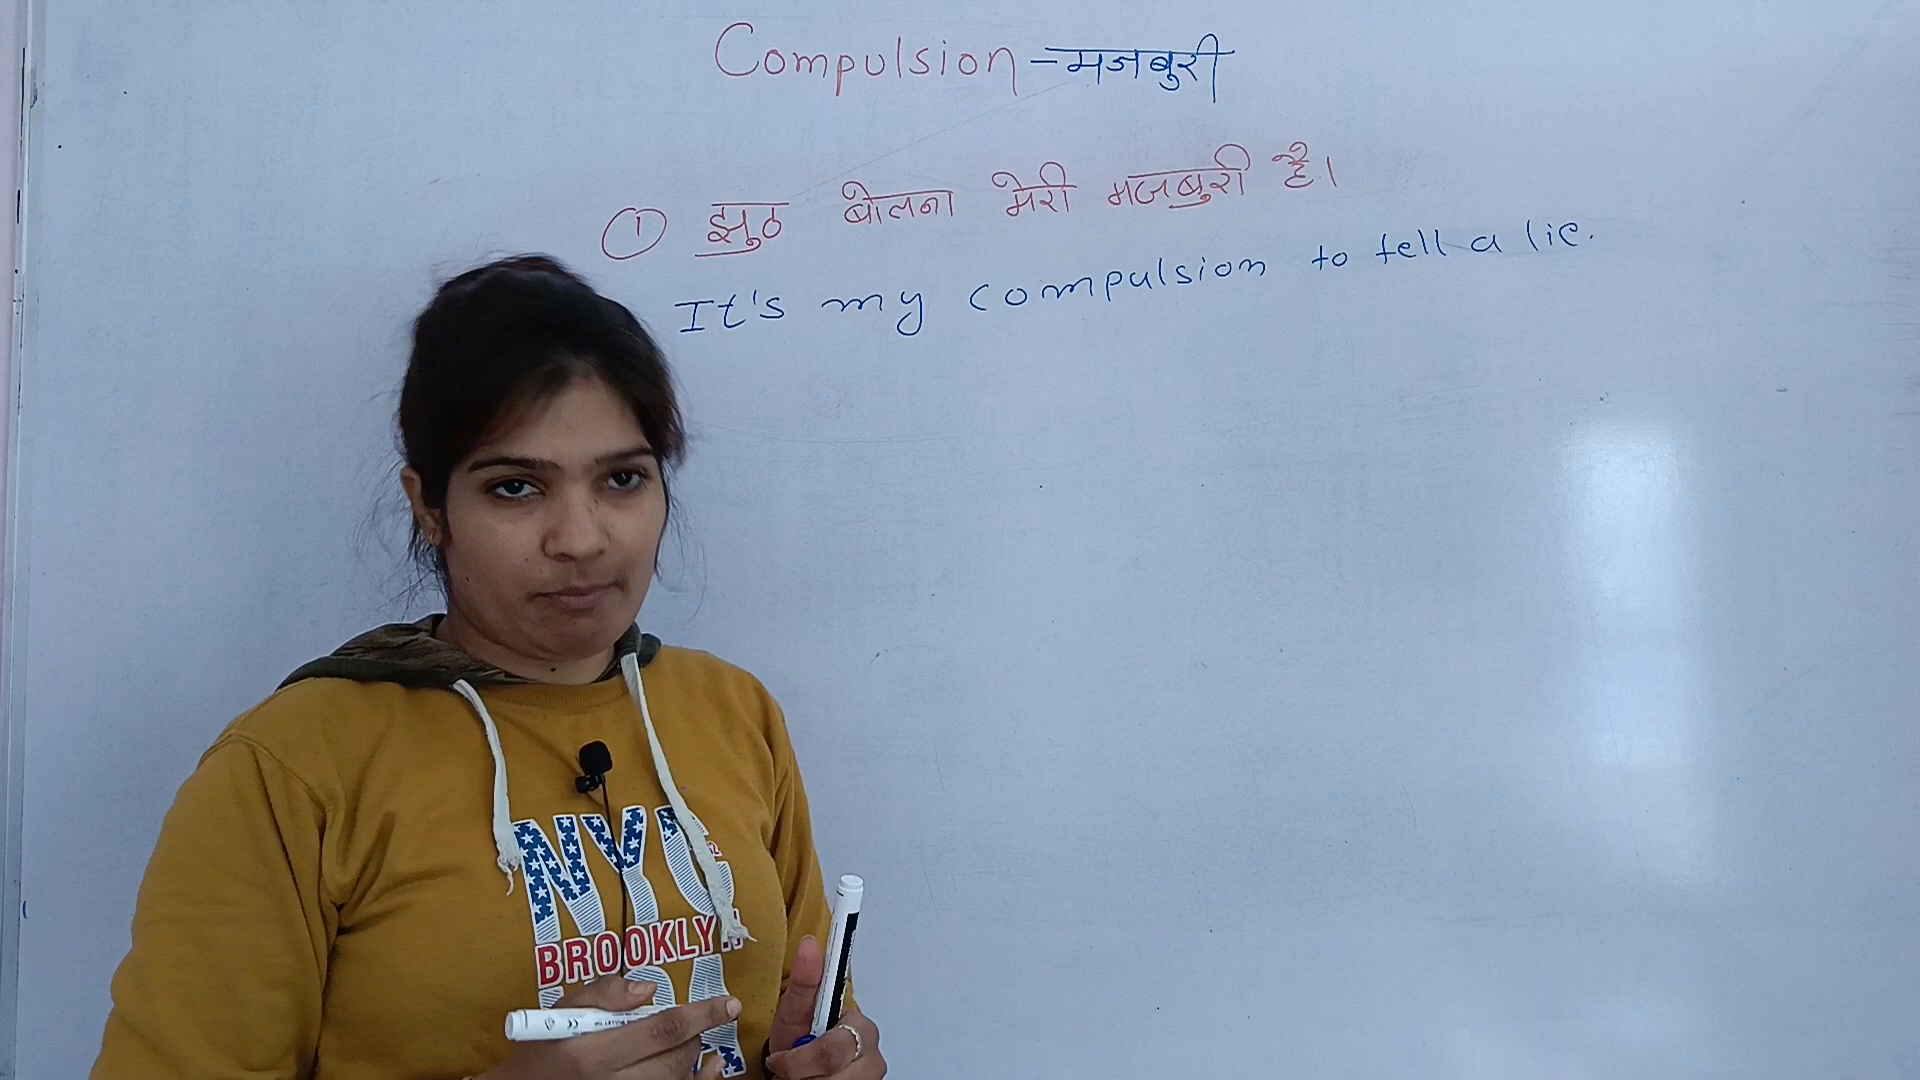 Compulsion - मजबुरी
① झुठ बोलना मेरी मजबुरी है।
It's my compulsion to tell a lie.
NYC
BROOKLYN